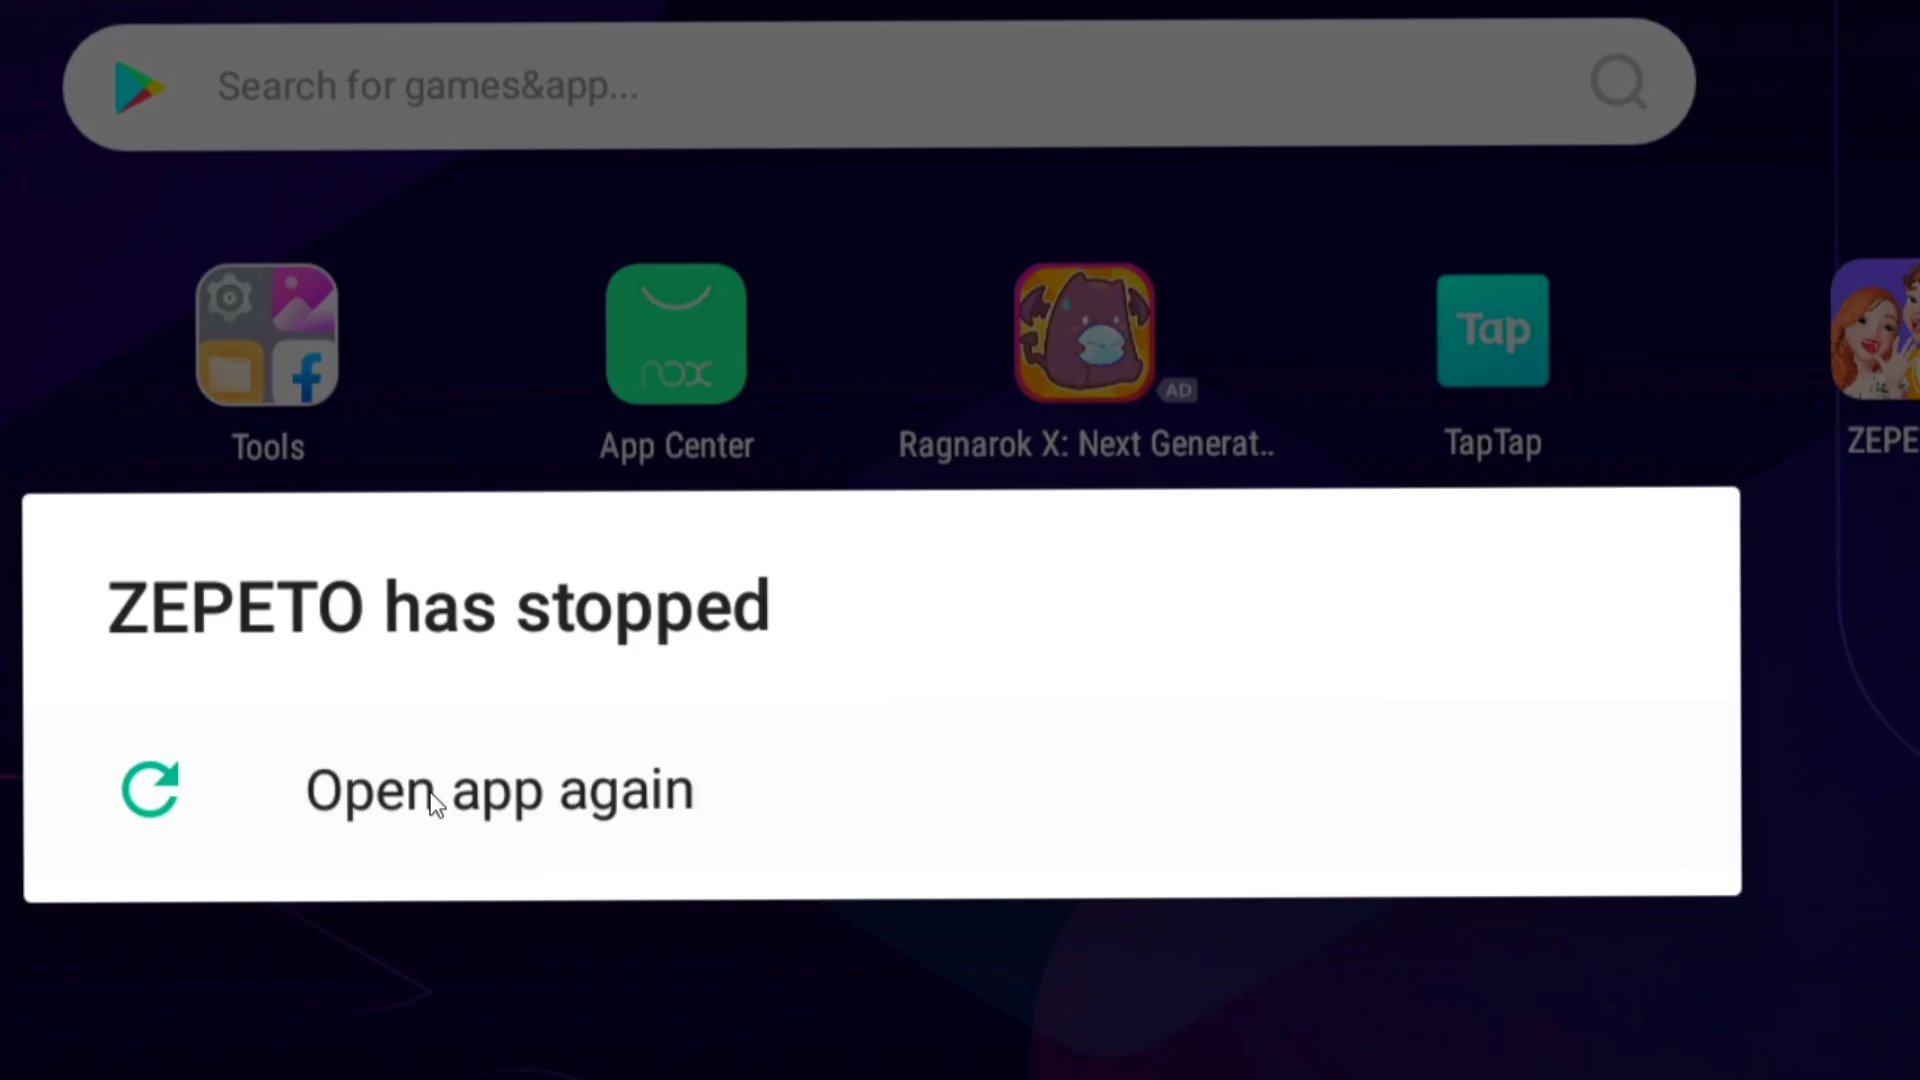 Search for games&app...
nox
Tap
AD
Tools
App Center
Ragnarok X: Next Generat..
TapTap
ZEPE
ZEPETO has stopped
Open app again